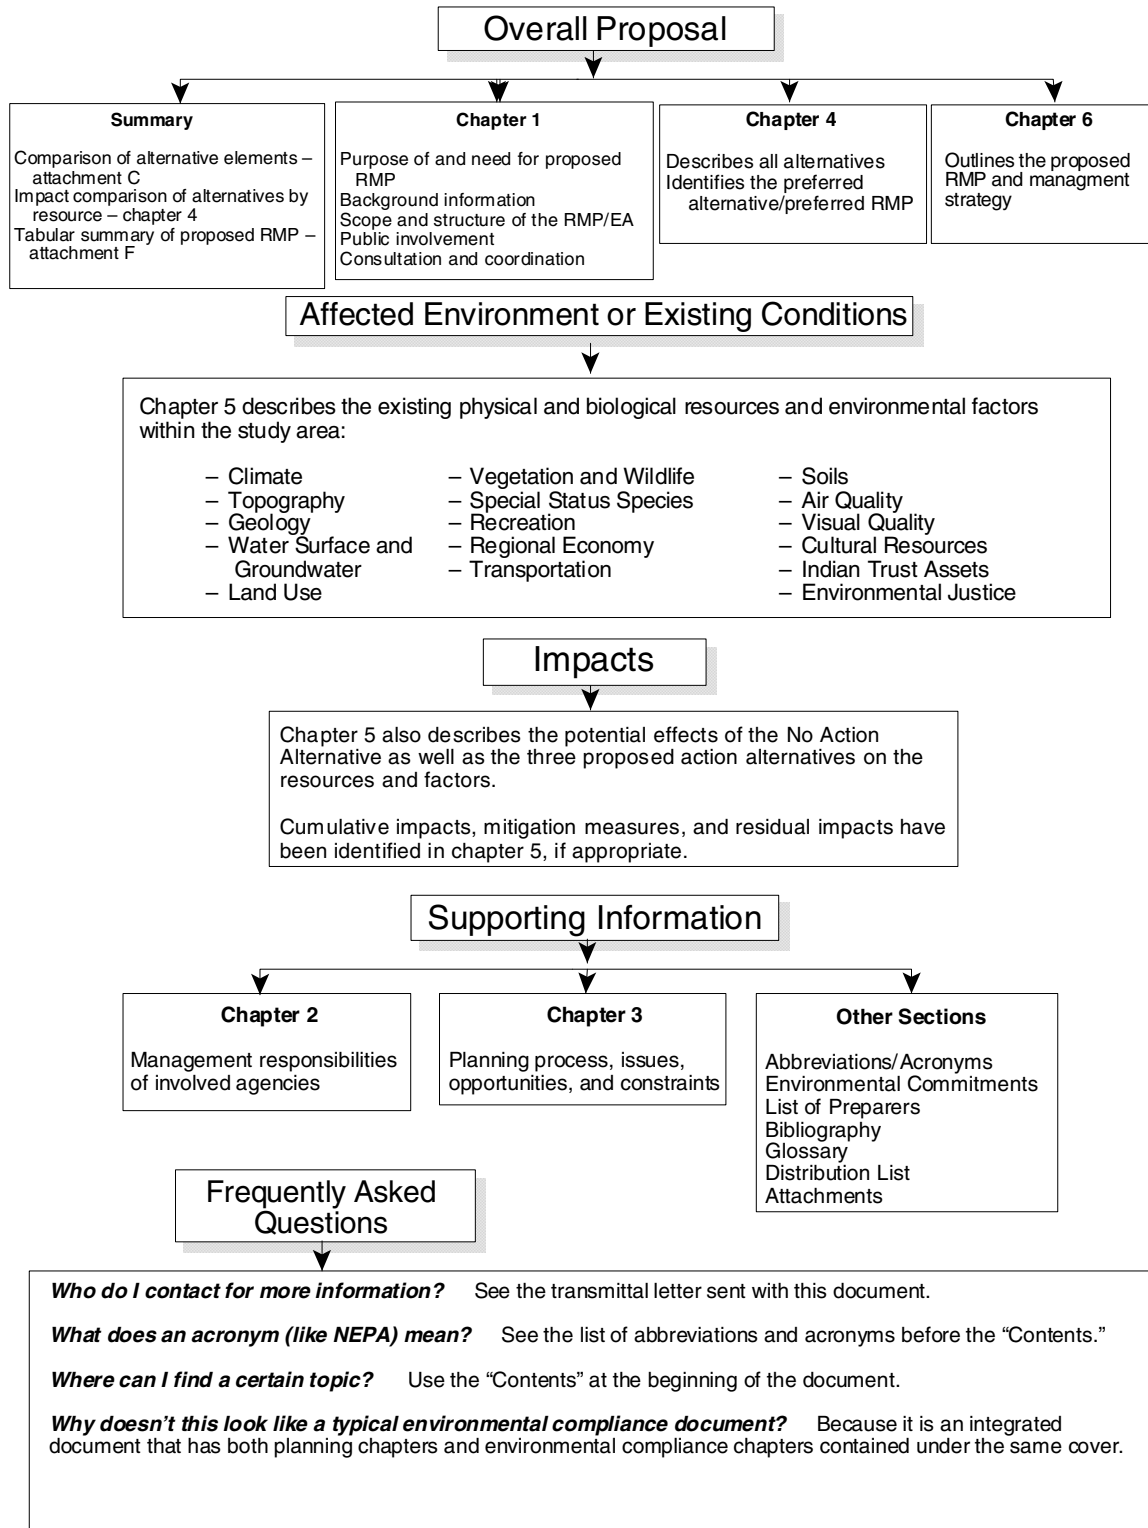 Overall Proposal
Summary
Comparison of alternative elements –
attachment C
Impact comparison of alternatives by
resource – chapter 4
Tabular summary of proposed RMP –
attachment F
Chapter 1
Purpose of and need for proposed
RMP
Background information
Scope and structure of the RMP/EA
Public involvement
Consultation and coordination
Chapter 4
Describes all alternatives
Identifies the preferred
alternative/preferred RMP
Chapter 6
Outlines the proposed
RMP and managment
strategy
Affected Environment or Existing Conditions
Chapter 5 describes the existing physical and biological resources and environmental factors
within the study area:
– Climate
– Topography
– Geology
– Water Surface and
Groundwater
– Land Use
– Vegetation and Wildlife
– Special Status Species
– Recreation
– Regional Economy
– Transportation
– Soils
– Air Quality
– Visual Quality
– Cultural Resources
– Indian Trust Assets
– Environmental Justice
Impacts
Chapter 5 also describes the potential effects of the No Action
Alternative as well as the three proposed action alternatives on the
resources and factors.
Cumulative impacts, mitigation measures, and residual impacts have
been identified in chapter 5, if appropriate.
Supporting Information
Chapter 2
Management responsibilities
of involved agencies
Chapter 3
Planning process, issues,
opportunities, and constraints
Other Sections
Abbreviations/Acronyms
Environmental Commitments
List of Preparers
Bibliography
Glossary
Distribution List
Attachments
Frequently Asked
Questions
Who do I contact for more information? See the transmittal letter sent with this document.
What does an acronym (like NEPA) mean? See the list of abbreviations and acronyms before the “Contents.”
Where can I find a certain topic? Use the “Contents” at the beginning of the document.
Why doesn’t this look like a typical environmental compliance document? Because it is an integrated
document that has both planning chapters and environmental compliance chapters contained under the same cover.